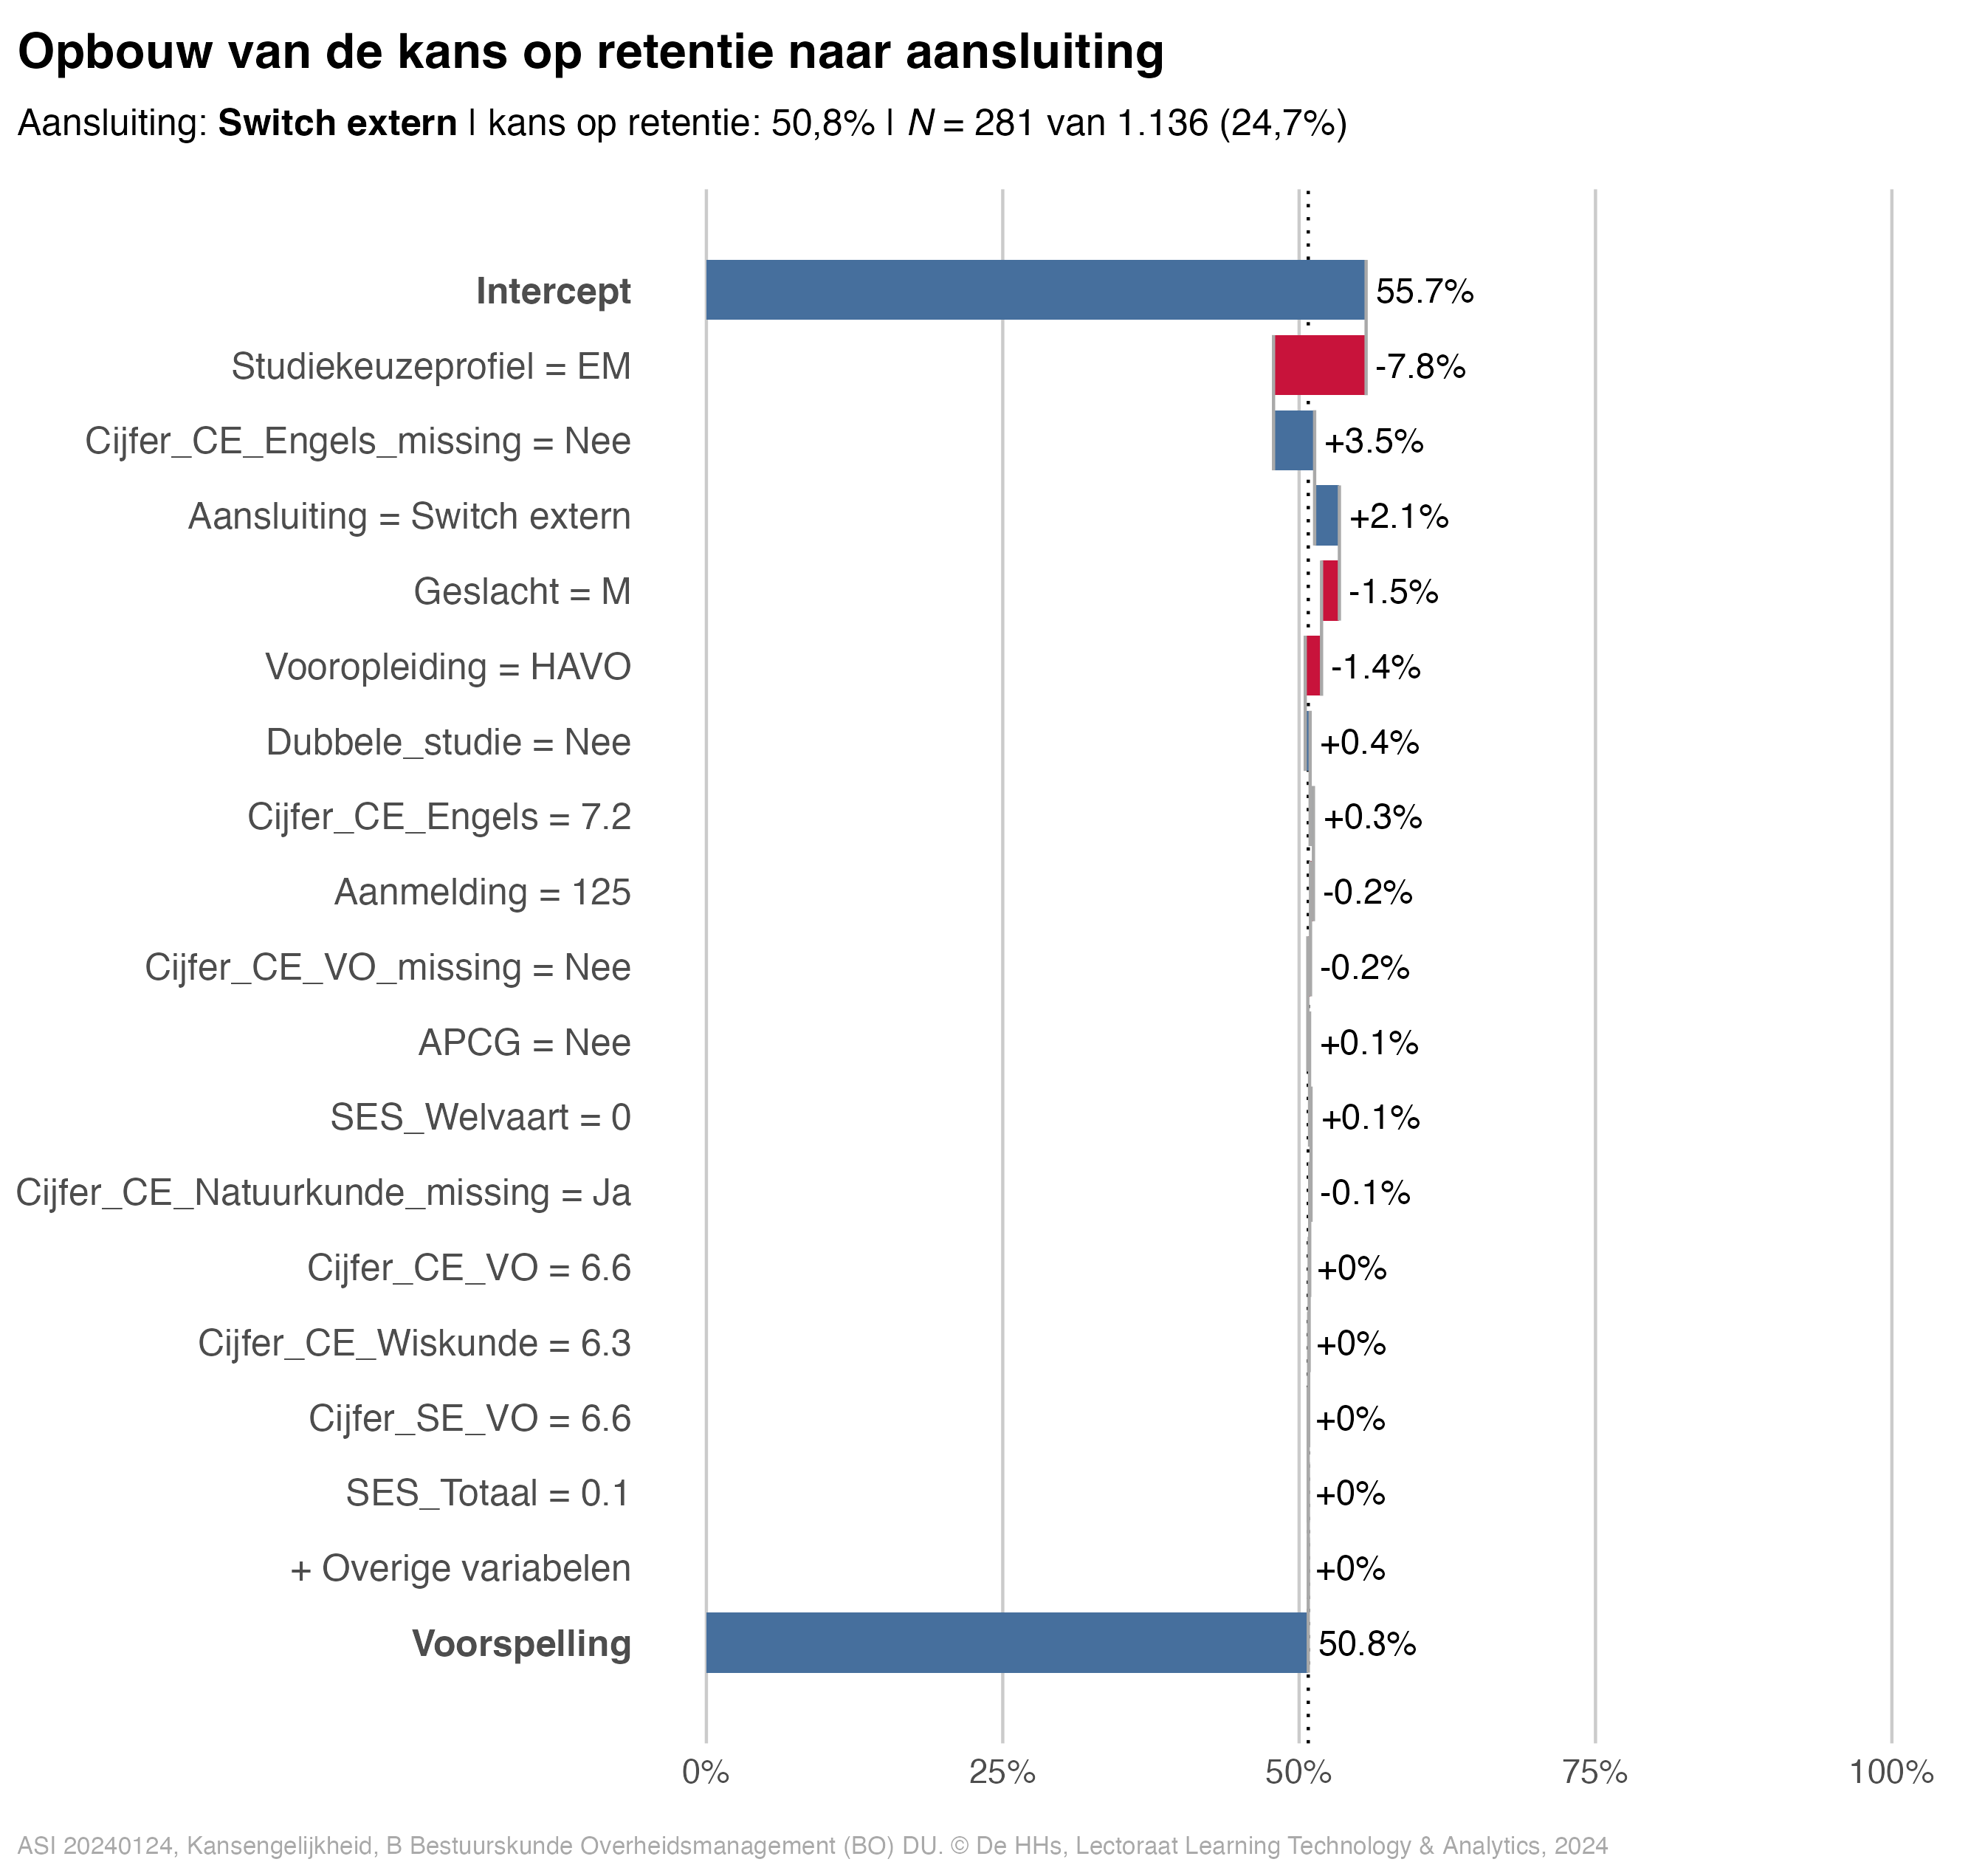 Opbouw van de kans op retentie naar aansluiting
Aansluiting: Switch extern | kans op retentie: 50,8% | N = 281 van 1.136 (24,7%)
Intercept 55.7%
Studiekeuzeprofiel = EM -7.8%
Cijfer_CE_Engels_missing = Nee +3.5%
Aansluiting = Switch extern +2.1%
Geslacht = M -1.5%
Vooropleiding = HAVO -1.4%
Dubbele_studie = Nee +0.4%
Cijfer_CE_Engels = 7.2 +0.3%
Aanmelding = 125 -0.2%
Cijfer_CE_VO_missing = Nee -0.2%
APCG = Nee +0.1%
SES_Welvaart = 0 +0.1%
Cijfer_CE_Natuurkunde_missing = Ja -0.1%
Cijfer_CE_VO = 6.6 +0%
Cijfer_CE_Wiskunde = 6.3 +0%
Cijfer_SE_VO = 6.6 +0%
SES_Totaal = 0.1 +0%
+ Overige variabelen +0%
Voorspelling 50.8%
0% 25% 50% 75% 100%
ASI 20240124, Kansengelijkheid, B Bestuurskunde Overheidsmanagement (BO) DU. © De HHs, Lectoraat Learning Technology & Analytics, 2024